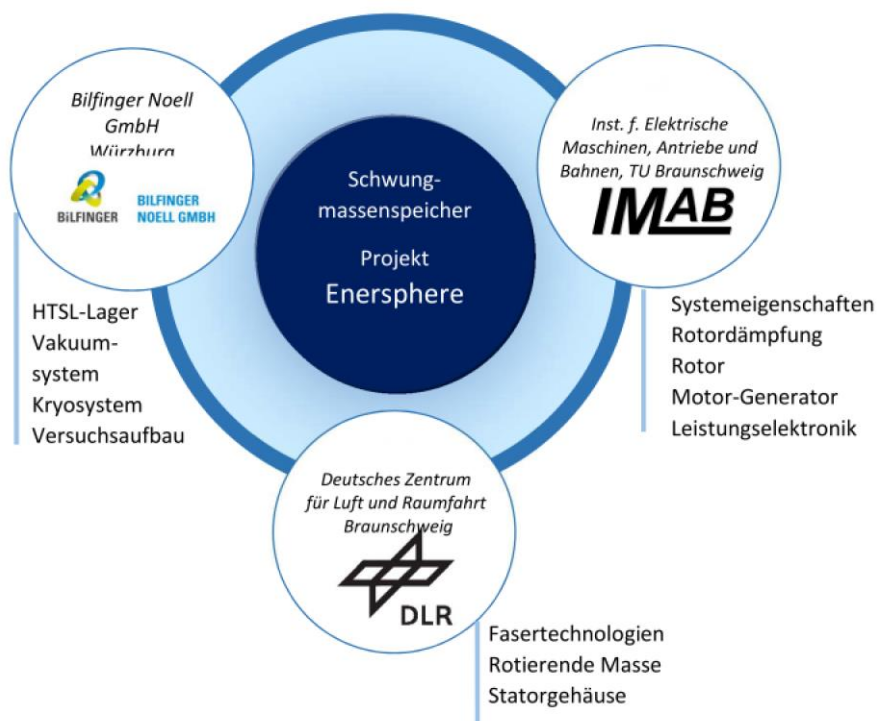 Bilfinger Noell
GmbH
Würzburg
BiLFINGER
BILFINGER
NOELL GMBH
HTSL-Lager
Vakuum-
system
Kryosystem
Versuchsaufbau
Schwung-
massenspeicher
Projekt
Enersphere
Inst. f. Elektrische
Maschinen, Antriebe und
Bahnen, TU Braunschweig
IMAB
Systemeigenschaften
Rotordämpfung
Rotor
Motor-Generator
Leistungselektronik
Deutsches Zentrum
für Luft und Raumfahrt
Braunschweig
DLR
Fasertechnologien
Rotierende Masse
Statorgehäuse